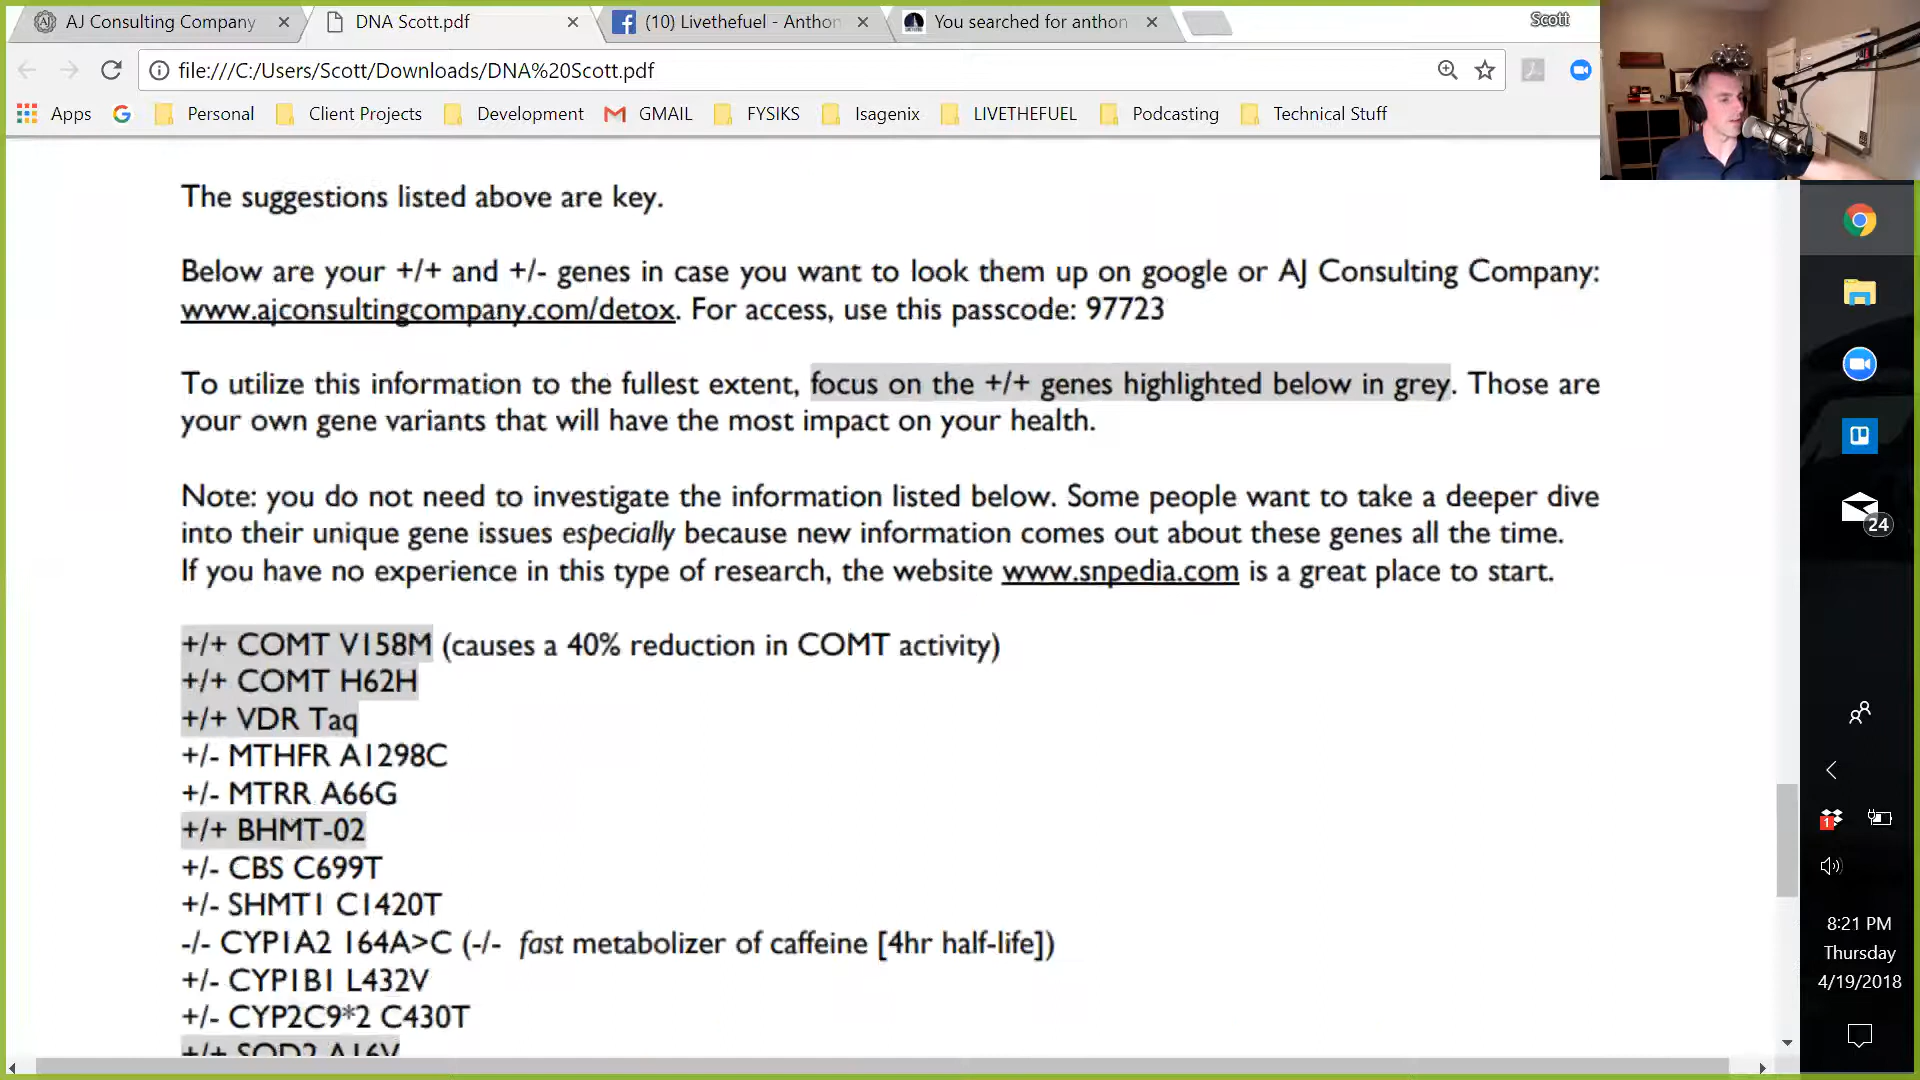 AJ Consulting Company
DNA Scott.pdf
(10) Livethefuel - Anthon
You searched for anthon
Scott
file:///C:/Users/Scott/Downloads/DNA%20Scott.pdf
Apps
Personal
Client Projects
Development
GMAIL
FYSIKS
Isagenix
LIVETHEFUEL
Podcasting
Technical Stuff
The suggestions listed above are key.
Below are your +/+ and +/- genes in case you want to look them up on google or AJ Consulting Company:
www.ajconsultingcompany.com/detox. For access, use this passcode: 97723
To utilize this information to the fullest extent, focus on the +/+ genes highlighted below in grey. Those are
your own gene variants that will have the most impact on your health.
Note: you do not need to investigate the information listed below. Some people want to take a deeper dive
into their unique gene issues especially because new information comes out about these genes all the time.
If you have no experience in this type of research, the website www.snpedia.com is a great place to start.
+/+ COMT V158M (causes a 40% reduction in COMT activity)
+/+ COMT H62H
+/+ VDR Taq
+/- MTHFR A1298C
+/- MTRR A66G
+/+ BHMT-02
+/- CBS C699T
+/- SHMT1 C1420T
-/- CYP1A2 164A>C (-/- fast metabolizer of caffeine [4hr half-life])
+/- CYP1B1 L432V
+/- CYP2C9*2 C430T
+/+ SOD2 A16V
24
1
8:21 PM
Thursday
4/19/2018